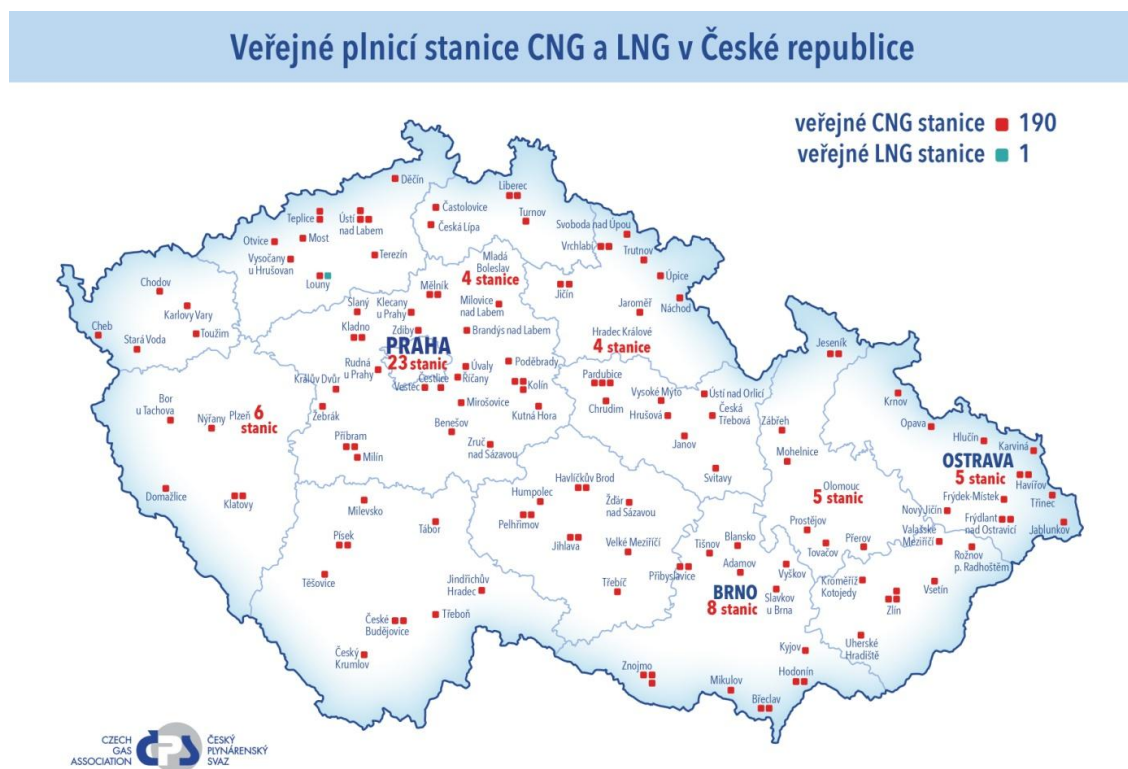 Veřejné plnicí stanice CNG a LNG v České republice
veřejné CNG stanice 190
veřejné LNG stanice 1
Děčín
Liberec
Teplice
Ústí
nad Labem
Častolovice
Česká Lípa
Turnov
Svoboda nad Úpou
Vrchlabí
Trutnov
Otvice
Most
Vysočany
u Hrušovan
Terezín
Louny
Mladá
Boleslav
4 stanice
Mělník
Jičín
Úpice
Náchod
Jaroměř
Chodov
Karlovy Vary
Cheb
Stará Voda
Toužim
Slaný
Klecany
u Prahy
Milovice
nad Labem
Kladno
Zdiby
Brandýs nad Labem
Hradec Králové
4 stanice
PRAHA
23 stanic
Rudná
u Prahy
Vestec
Čestlice
Úvaly
Říčany
Poděbrady
Kolín
Mirošovice
Kutná Hora
Pardubice
Chrudim
Vysoké Mýto
Hrušová
Ústí nad Orlicí
Česká
Třebová
Janov
Svitavy
Jeseník
Králův Dvůr
Žebrák
Bor
u Tachova
Nýřany
Plzeň
6
stanic
Příbram
Milín
Benešov
Zruč
nad Sázavou
Zábřeh
Mohelnice
Krnov
Opava
Hlučín
Karviná
OSTRAVA
5 stanic
Havířov
Třinec
Domažlice
Klatovy
Milevsko
Tábor
Písek
Havlíčkův Brod
Humpolec
Pelhřimov
Žďár
nad Sázavou
Jihlava
Velké Meziříčí
Třebíč
Olomouc
5 stanic
Prostějov
Tovačov
Přerov
Frýdek-Místek
Nový Jičín
Frýdlant
nad Ostravicí
Jablunkov
Valašské
Meziříčí
Rožnov
p. Radhoštěm
Těšovice
Jindřichův
Hradec
České
Budějovice
Třeboň
Český
Krumlov
Tišnov
Blansko
Adamov
Přibyslavice
BRNO
8 stanic
Vyškov
Slavkov
u Brna
Kroměříž
Kotojedy
Zlín
Vsetín
Uherské
Hradiště
Kyjov
Hodonín
Znojmo
Mikulov
Břeclav
CZECH
GAS
ASSOCIATION
ČPS
ČESKÝ
PLYNÁRENSKÝ
SVAZ